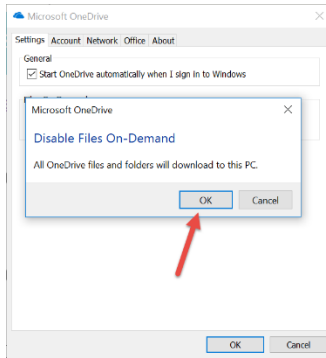 Microsoft OneDrive
Settings Account Network Office About
General
Start OneDrive automatically when I sign in to Windows
Microsoft OneDrive
Disable Files On-Demand
All OneDrive files and folders will download to this PC.
OK Cancel
OK Cancel